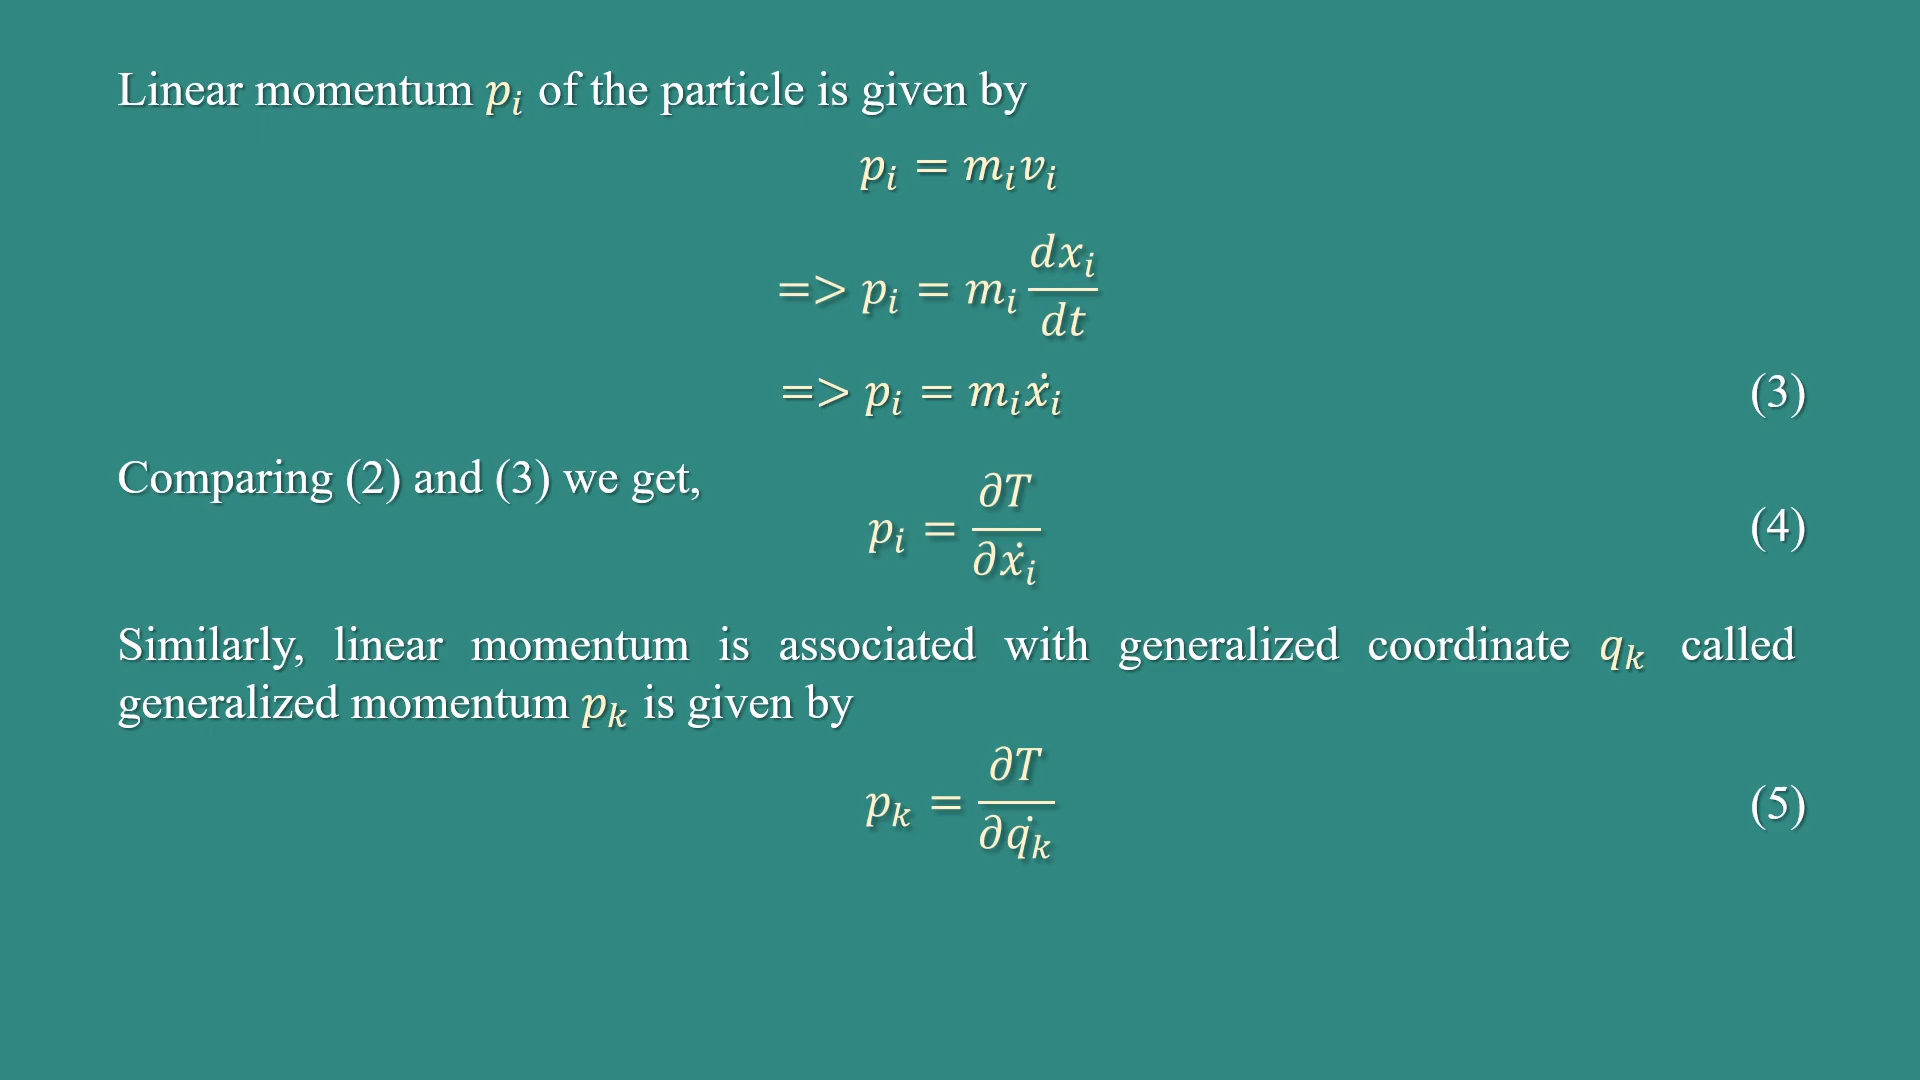 Linear momentum 𝑝ᵢ of the particle is given by
𝑝ᵢ = 𝑚ᵢ𝑣ᵢ
=> 𝑝ᵢ = 𝑚ᵢ d𝑥ᵢ/d𝑡
=> 𝑝ᵢ = 𝑚ᵢ𝑥̇ᵢ (3)
Comparing (2) and (3) we get,
𝑝ᵢ = ∂𝑇/∂𝑥̇ᵢ (4)
Similarly, linear momentum is associated with generalized coordinate 𝑞ₖ called
generalized momentum 𝑝ₖ is given by
𝑝ₖ = ∂𝑇/∂𝑞̇ₖ (5)